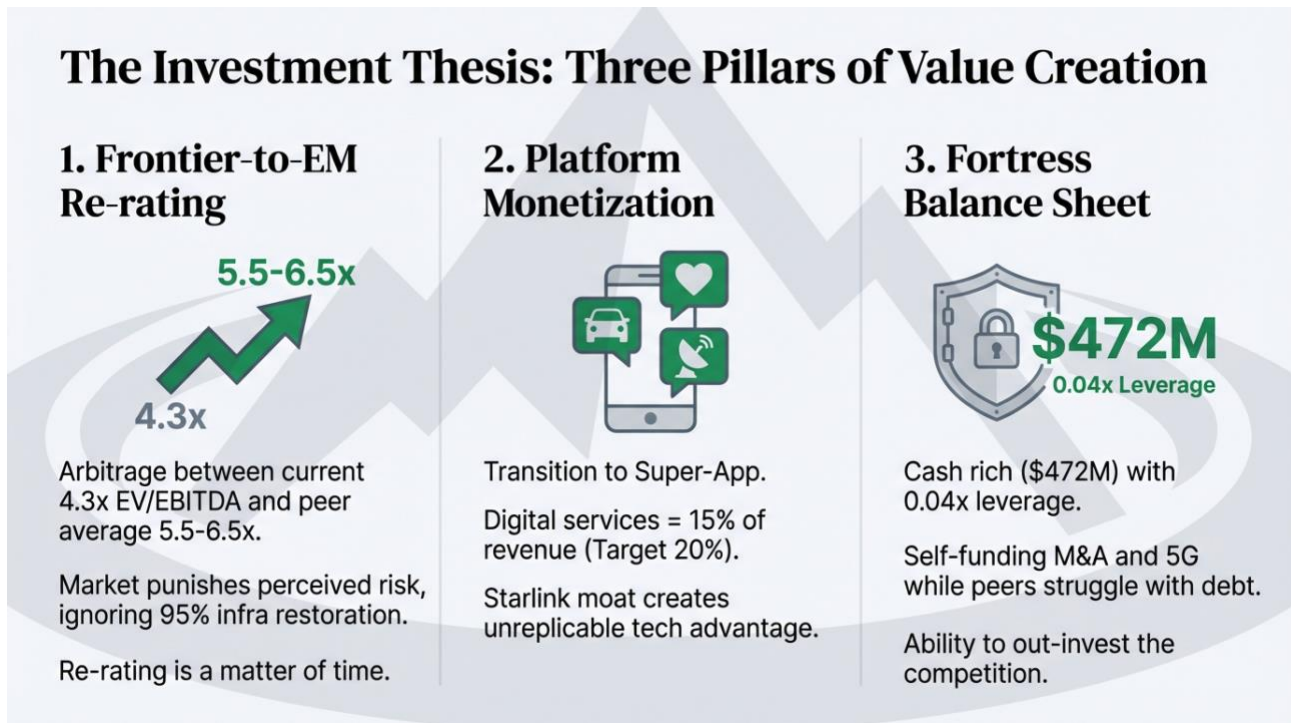 The Investment Thesis: Three Pillars of Value Creation
1. Frontier-to-EM
Re-rating
5.5-6.5x
4.3x
Arbitrage between current
4.3x EV/EBITDA and peer
average 5.5-6.5x.
Market punishes perceived risk,
ignoring 95% infra restoration.
Re-rating is a matter of time.
2. Platform
Monetization
Transition to Super-App.
Digital services = 15% of
revenue (Target 20%).
Starlink moat creates
unreplicable tech advantage.
3. Fortress
Balance Sheet
$472M
0.04x Leverage
Cash rich ($472M) with
0.04x leverage.
Self-funding M&A and 5G
while peers struggle with debt.
Ability to out-invest the
competition.